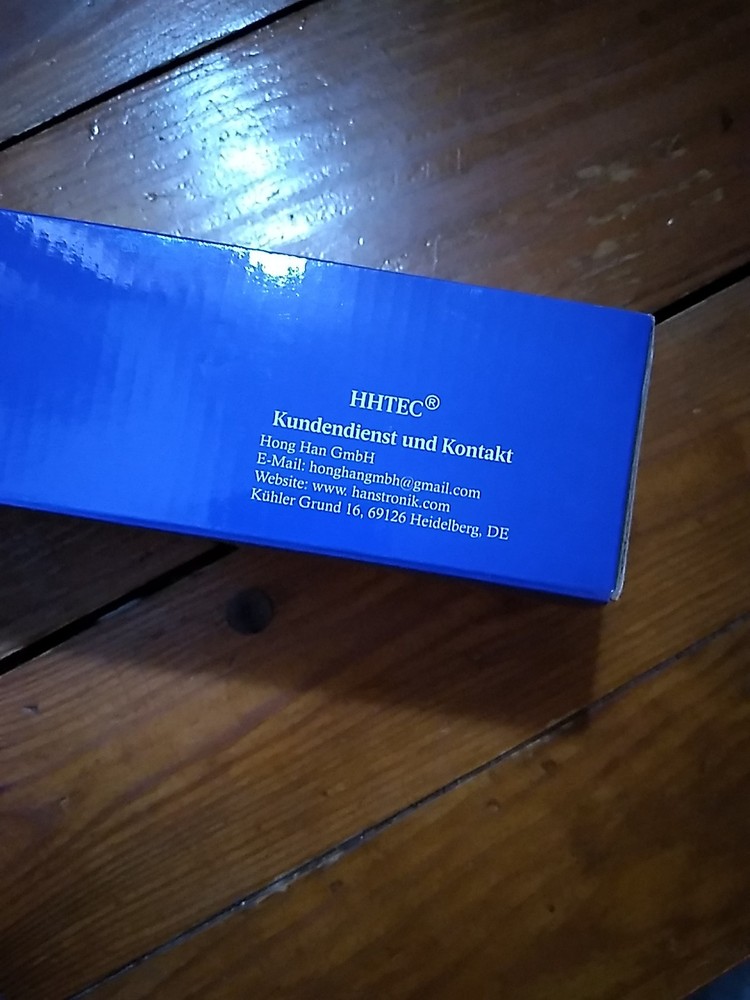 HHTEC®
Kundendienst und Kontakt
Hong Han GmbH
E-Mail: honghangmbh@gmail.com
Website: www. hanstronik.com
Kühler Grund 16, 69126 Heidelberg, DE